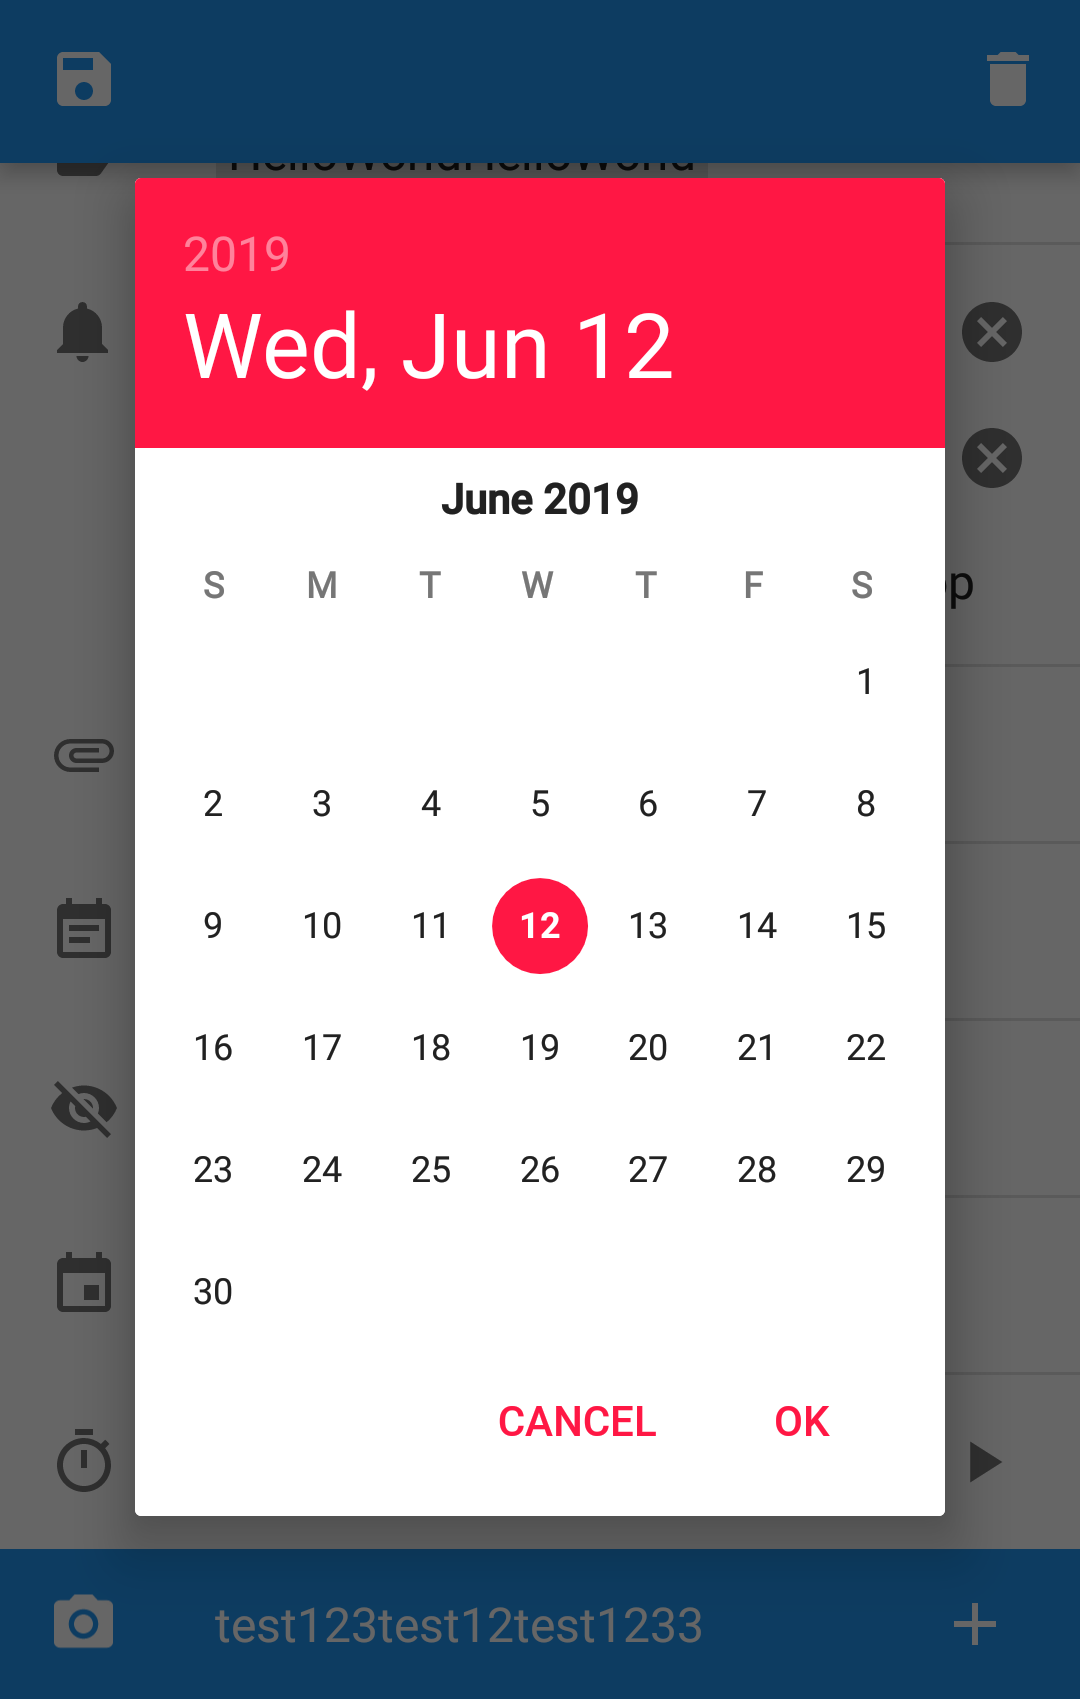 HelloWorldHelloWorld
2019
Wed, Jun 12
June 2019
S M T W T F S
1
2 3 4 5 6 7 8
9 10 11 12 13 14 15
16 17 18 19 20 21 22
23 24 25 26 27 28 29
30
CANCEL OK
test123test12test1233